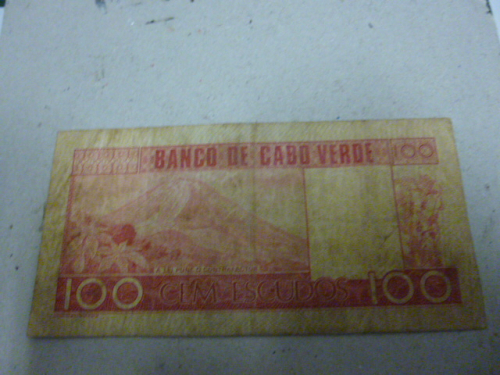 BANCO DE CABO VERDE 100
100 CEM ESCUDOS 100